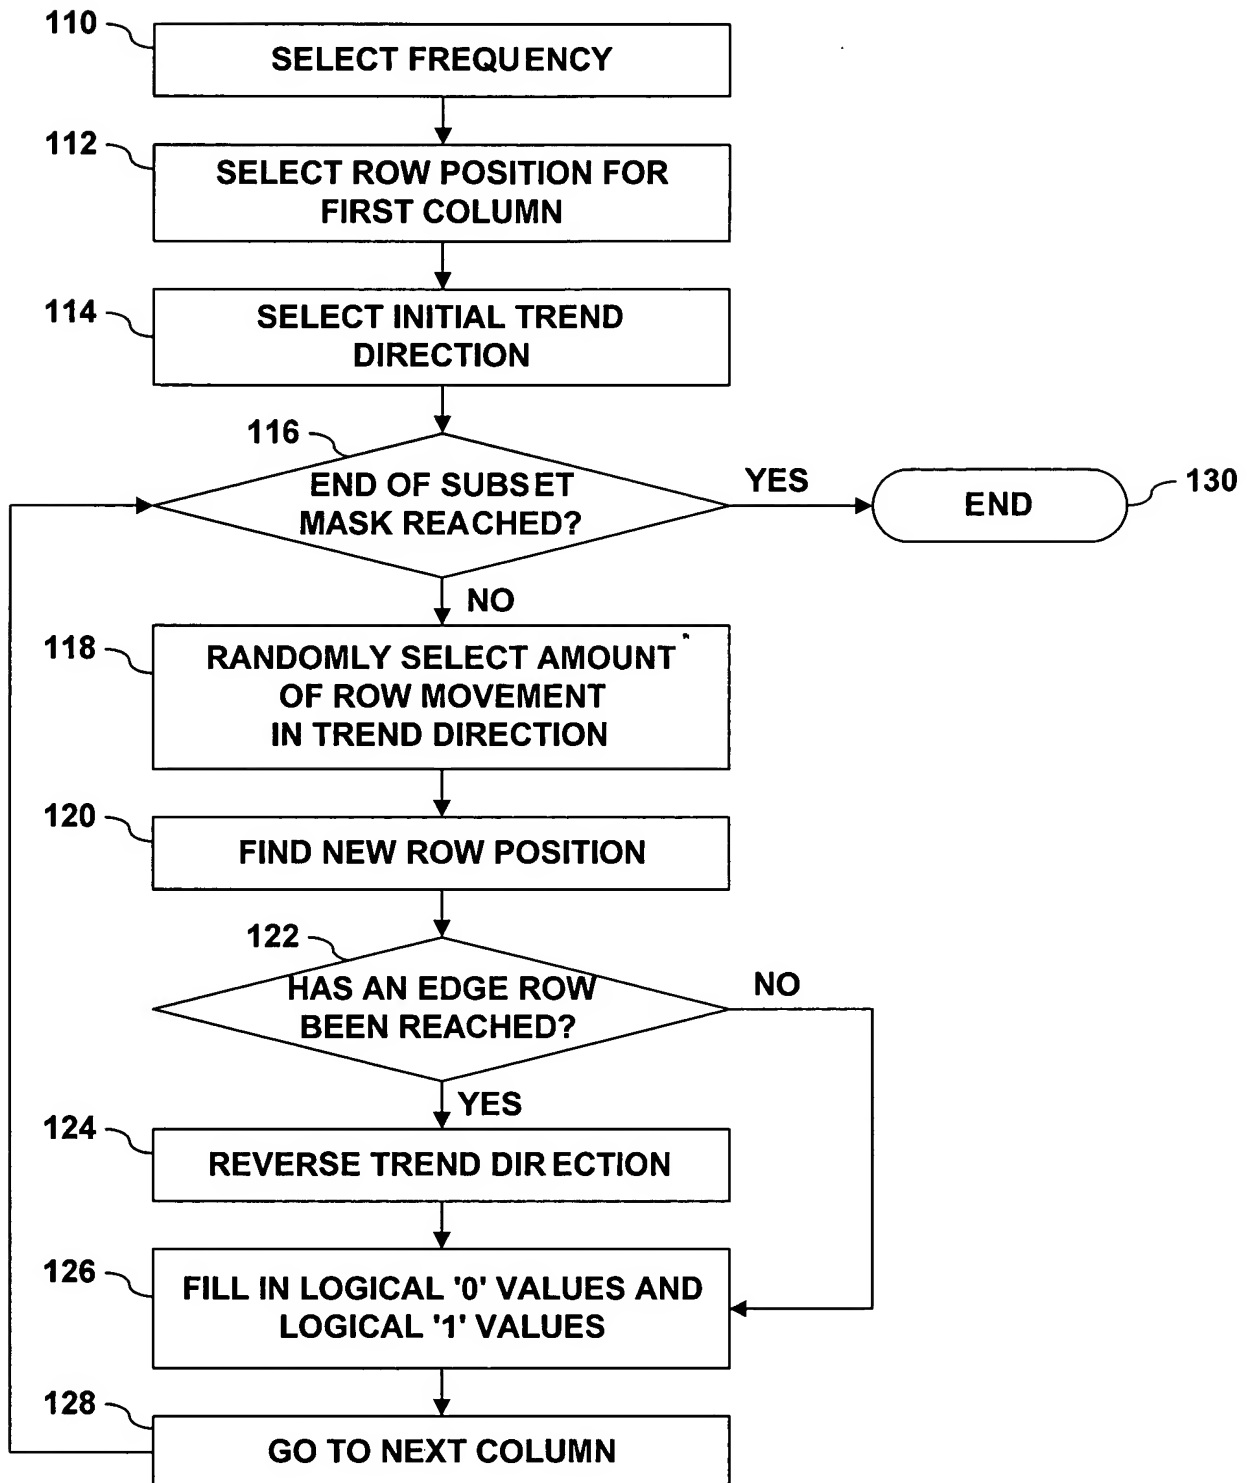 110
SELECT FREQUENCY
112
SELECT ROW POSITION FOR
FIRST COLUMN
114
SELECT INITIAL TREND
DIRECTION
116
END OF SUBSET
MASK REACHED?
YES
END
130
NO
118
RANDOMLY SELECT AMOUNT
OF ROW MOVEMENT
IN TREND DIRECTION
120
FIND NEW ROW POSITION
122
HAS AN EDGE ROW
BEEN REACHED?
NO
YES
124
REVERSE TREND DIRECTION
126
FILL IN LOGICAL '0' VALUES AND
LOGICAL '1' VALUES
128
GO TO NEXT COLUMN